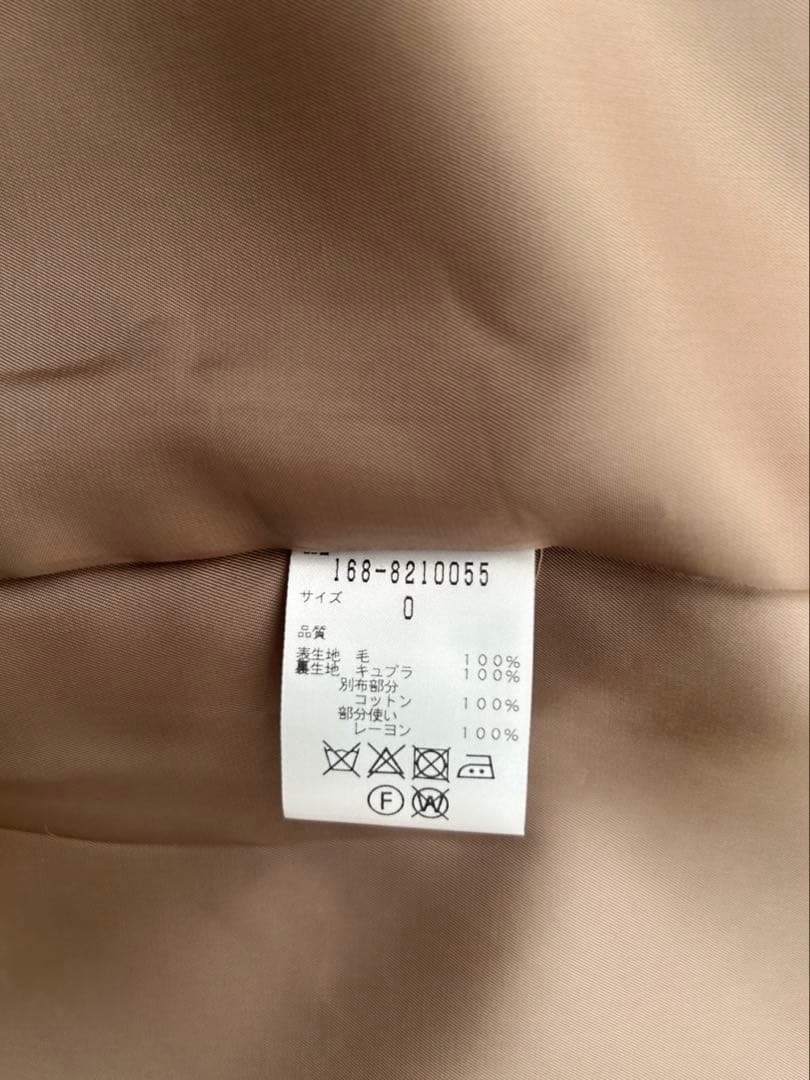 168-8210055
サイズ 0
品質
表生地 毛 100%
裏生地 キュプラ 100%
別布部分
コットン 100%
部分使い
レーヨン 100%
F W